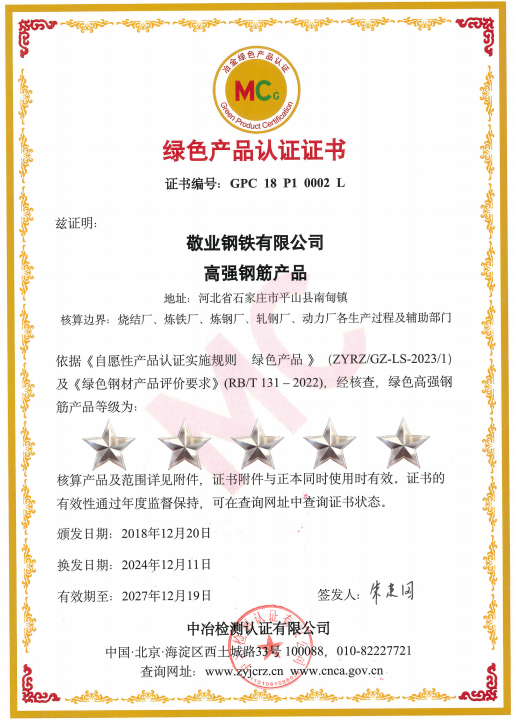 冶金绿色产品认证
MCG
Green Product Certification
绿色产品认证证书
证书编号：GPC 18 P1 0002 L
兹证明：
敬业钢铁有限公司
高强钢筋产品
地址：河北省石家庄市平山县南甸镇
核算边界：烧结厂、炼铁厂、炼钢厂、轧钢厂、动力厂各生产过程及辅助部门
依据《自愿性产品认证实施规则 绿色产品》(ZYRZ/GZ-LS-2023/1)
及《绿色钢材产品评价要求》(RB/T 131－2022)，经核查，绿色高强钢
筋产品等级为：
核算产品及范围详见附件，证书附件与正本同时使用时有效。证书的
有效性通过年度监督保持，可在查询网址中查询证书状态。
颁发日期：2018年12月20日
换发日期：2024年12月11日
有效期至：2027年12月19日
签发人：
中冶检测认证有限公司
中国·北京·海淀区西土城路33号 100088，010-82227721
查询网址：www.zyjcrz.cn www.cnca.gov.cn
MC